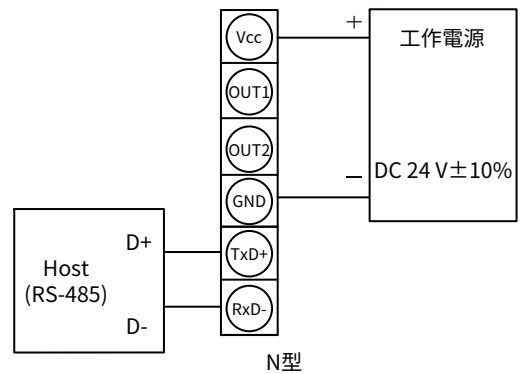 Vcc
+
工作電源
OUT1
OUT2
− DC 24 V±10%
GND
D+
TxD+
Host
(RS-485)
D-
RxD-
N型